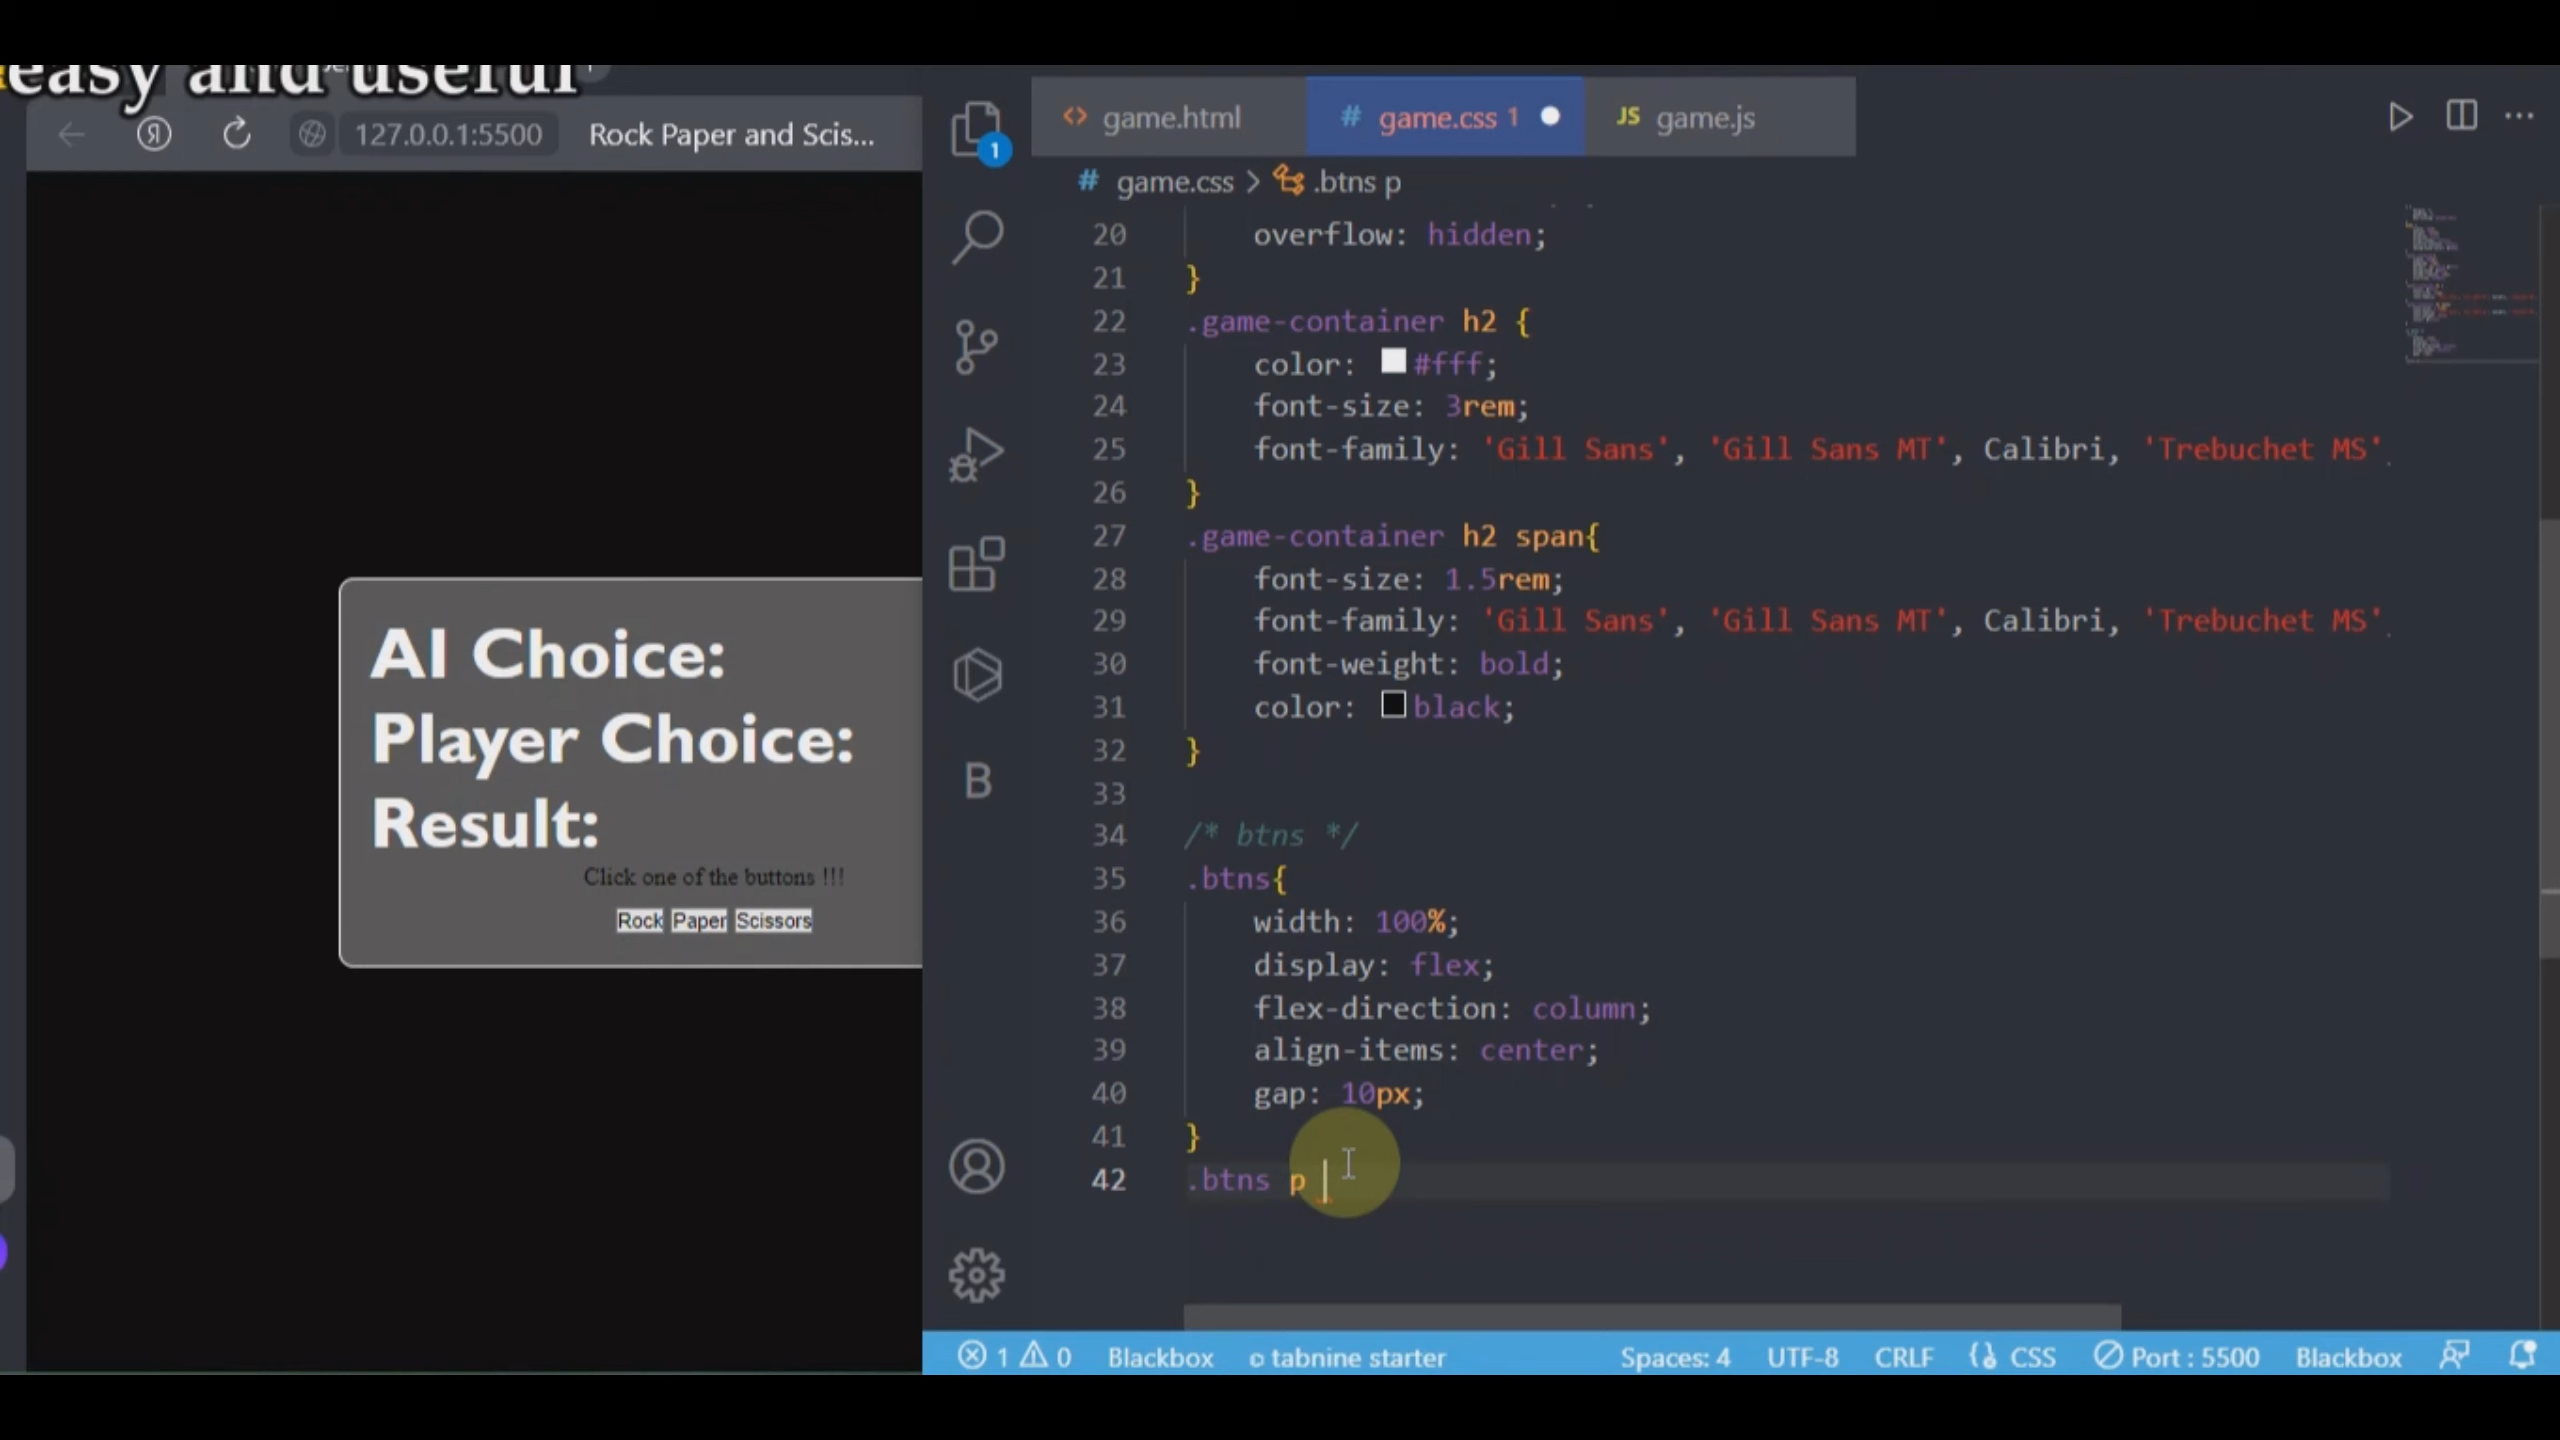 easy and useful
127.0.0.1:5500 Rock Paper and Scis...
AI Choice:
Player Choice:
Result:
Click one of the buttons !!!
Rock Paper Scissors
game.html
game.css 1
JS game.js
# game.css > .btns p
1
B
20 overflow: hidden;
21 }
22 .game-container h2 {
23 color: #fff;
24 font-size: 3rem;
25 font-family: 'Gill Sans', 'Gill Sans MT', Calibri, 'Trebuchet MS'
26 }
27 .game-container h2 span{
28 font-size: 1.5rem;
29 font-family: 'Gill Sans', 'Gill Sans MT', Calibri, 'Trebuchet MS'
30 font-weight: bold;
31 color: black;
32 }
33
34 /* btns */
35 .btns{
36 width: 100%;
37 display: flex;
38 flex-direction: column;
39 align-items: center;
40 gap: 10px;
41 }
42 .btns p
1 0 Blackbox tabnine starter Spaces: 4 UTF-8 CRLF CSS Port : 5500 Blackbox